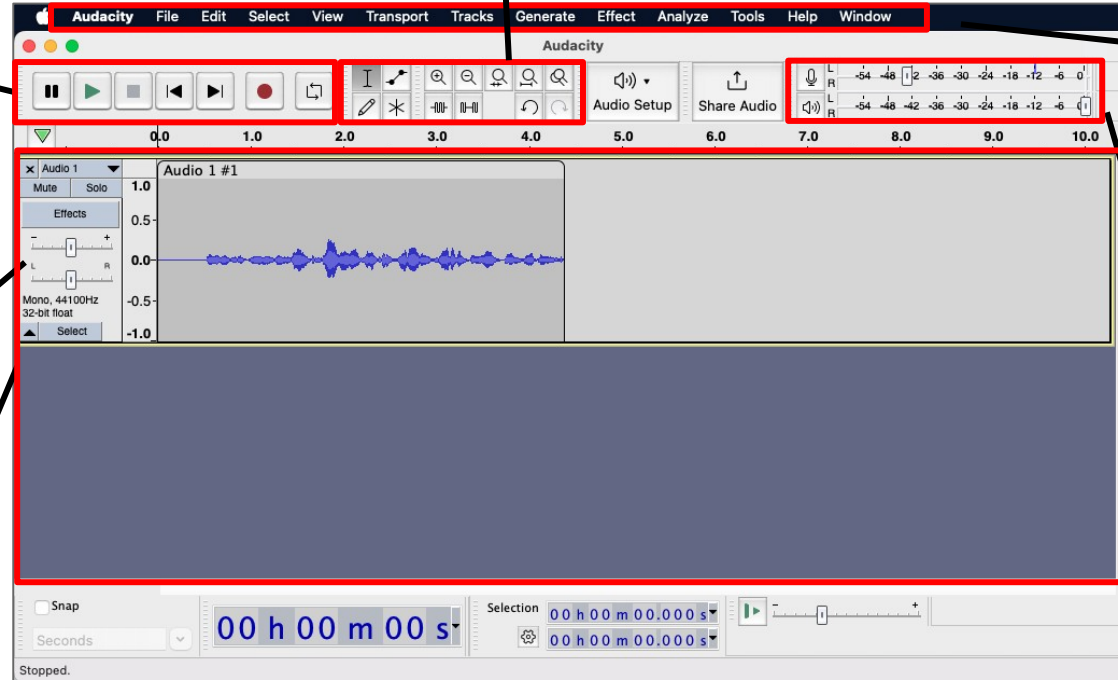 Audacity File Edit Select View Transport Tracks Generate Effect Analyze Tools Help Window
Audacity
L
R
-54 -48 2 -36 -30 -24 -18 -12 -6 0
Audio Setup
Share Audio
L
R
-54 -48 -42 -36 -30 -24 -18 -12 -6
0.0 1.0 2.0 3.0 4.0 5.0 6.0 7.0 8.0 9.0 10.0
Audio 1
Audio 1 #1
Mute Solo
1.0
Effects
0.5
- +
0.0
L R
Mono, 44100Hz
-0.5
32-bit float
Select
-1.0
Snap
Seconds
00 h 00 m 00 s
Selection
00 h 00 m 00.000 s
00 h 00 m 00.000 s
- +
Stopped.